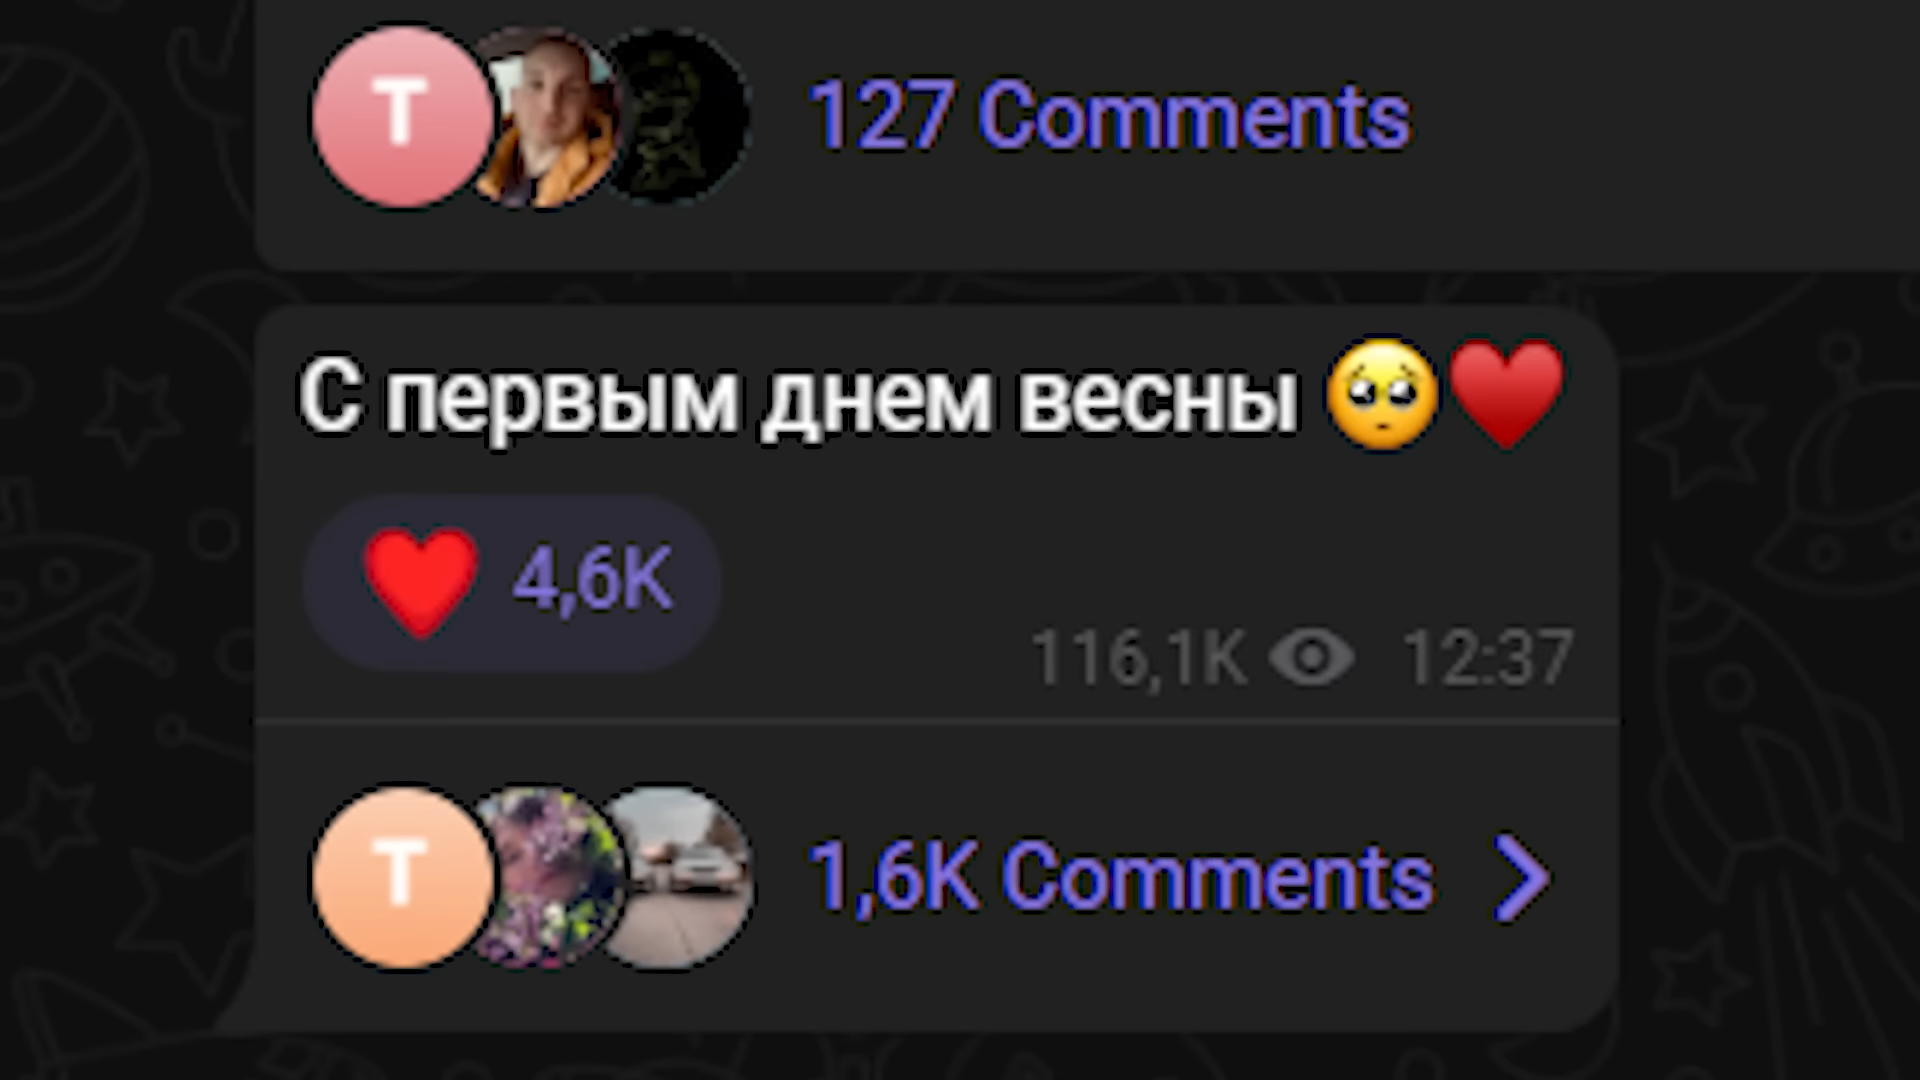 T 127 Comments
С первым днем весны 🥺♥️
❤️ 4,6K
116,1K 12:37
T 1,6K Comments